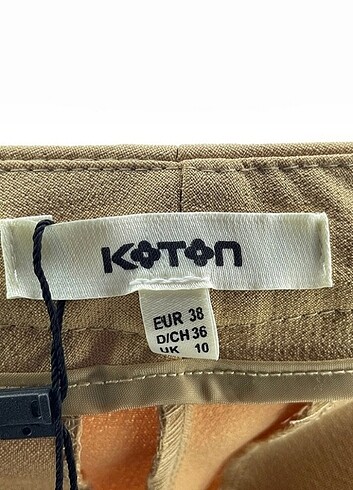 KOTON
EUR 38
D/CH 36
UK 10